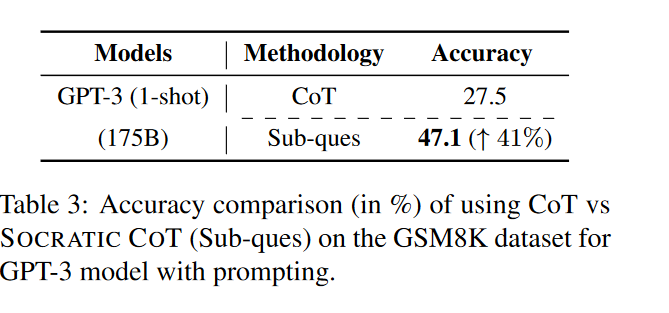 Models Methodology Accuracy
GPT-3 (1-shot) CoT 27.5
(175B) Sub-ques 47.1 (↑ 41%)
Table 3: Accuracy comparison (in %) of using CoT vs
SOCRATIC COT (Sub-ques) on the GSM8K dataset for
GPT-3 model with prompting.